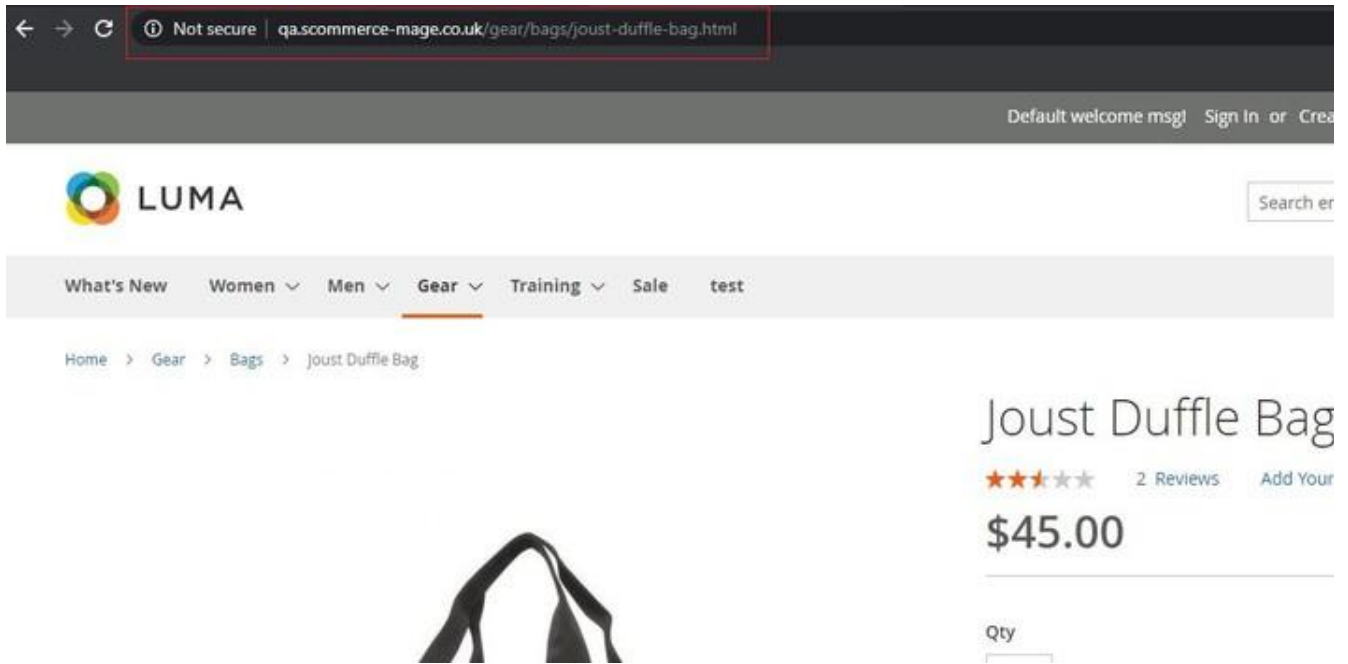 Not secure | qa.scommerce-mage.co.uk/gear/bags/joust-duffle-bag.html
Default welcome msg! Sign In or
LUMA
Search
What's New Women Men Gear Training Sale test
Home > Gear > Bags > Joust Duffle Bag
Joust Duffle Bag
2 Reviews Add Your
$45.00
Qty